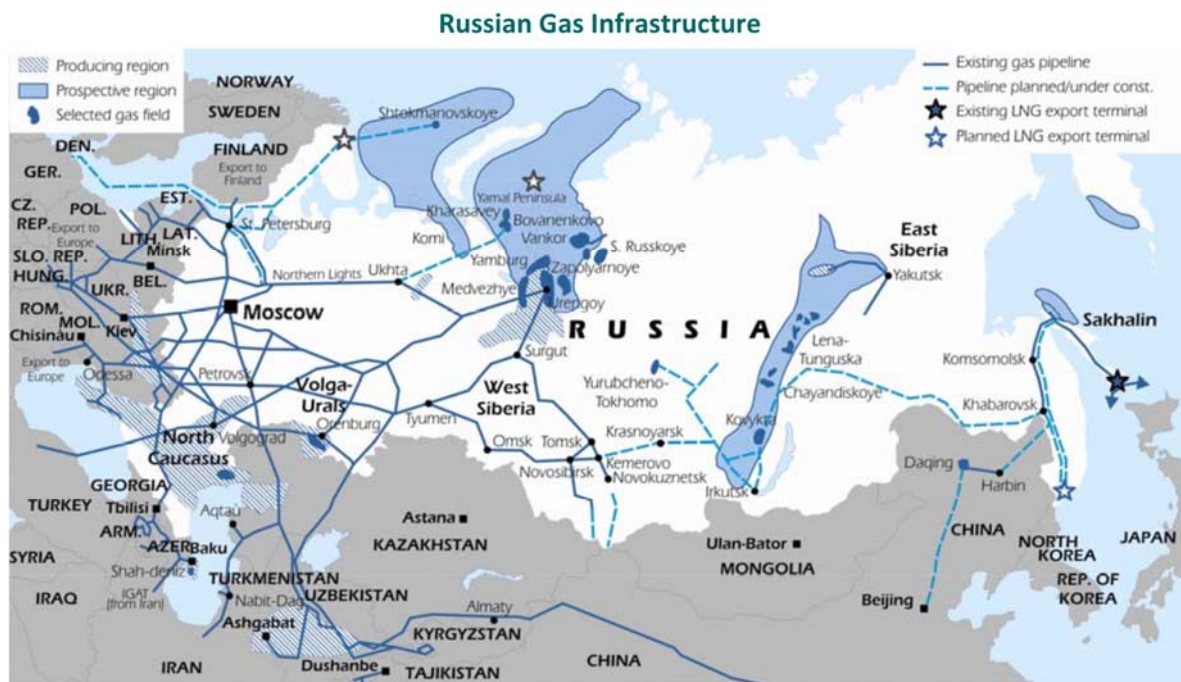 Russian Gas Infrastructure
Producing region
Prospective region
Selected gas field
Existing gas pipeline
Pipeline planned/under const.
Existing LNG export terminal
Planned LNG export terminal
NORWAY
SWEDEN
FINLAND
Export to
Finland
DEN.
GER.
CZ.
REP.
POL.
Export to
Europe
EST.
LAT.
LITH.
Minsk
BEL.
SLO. REP.
HUNG.
UKR.
ROM.
MOL.
Chisinau
Kiev
Export to
Europe
Odessa
St. Petersburg
Northern Lights
Ukhta
Komi
Shtokmanovskoye
Yamal Peninsula
Kharasavey
Bovanenkovo
Vankor
S. Russkoye
Yamburg
Zapolyarnoye
Medvezhye
Urengoy
Moscow
RUSSIA
East
Siberia
Yakutsk
Sakhalin
Surgut
Petrovsk
Volga-
Urals
West
Siberia
Yurubcheno-
Tokhomo
Lena-
Tunguska
Chayandiskoye
Komsomolsk
Khabarovsk
Tyumen
Orenburg
North
Caucasus
Volgograd
Omsk
Tomsk
Krasnoyarsk
Kovykta
Novosibirsk
Kemerovo
Novokuznetsk
Irkutsk
Daqing
Harbin
GEORGIA
TURKEY
Tbilisi
ARM.
AZER.
Baku
Aqtau
Astana
KAZAKHSTAN
Ulan-Bator
MONGOLIA
CHINA
NORTH
KOREA
JAPAN
REP. OF
KOREA
SYRIA
Shah-deniz
IRAQ
IGAT
(from Iran)
TURKMENISTAN
UZBEKISTAN
Nabit-Dag
Ashgabat
Almaty
KYRGYZSTAN
Beijing
IRAN
Dushanbe
TAJIKISTAN
CHINA